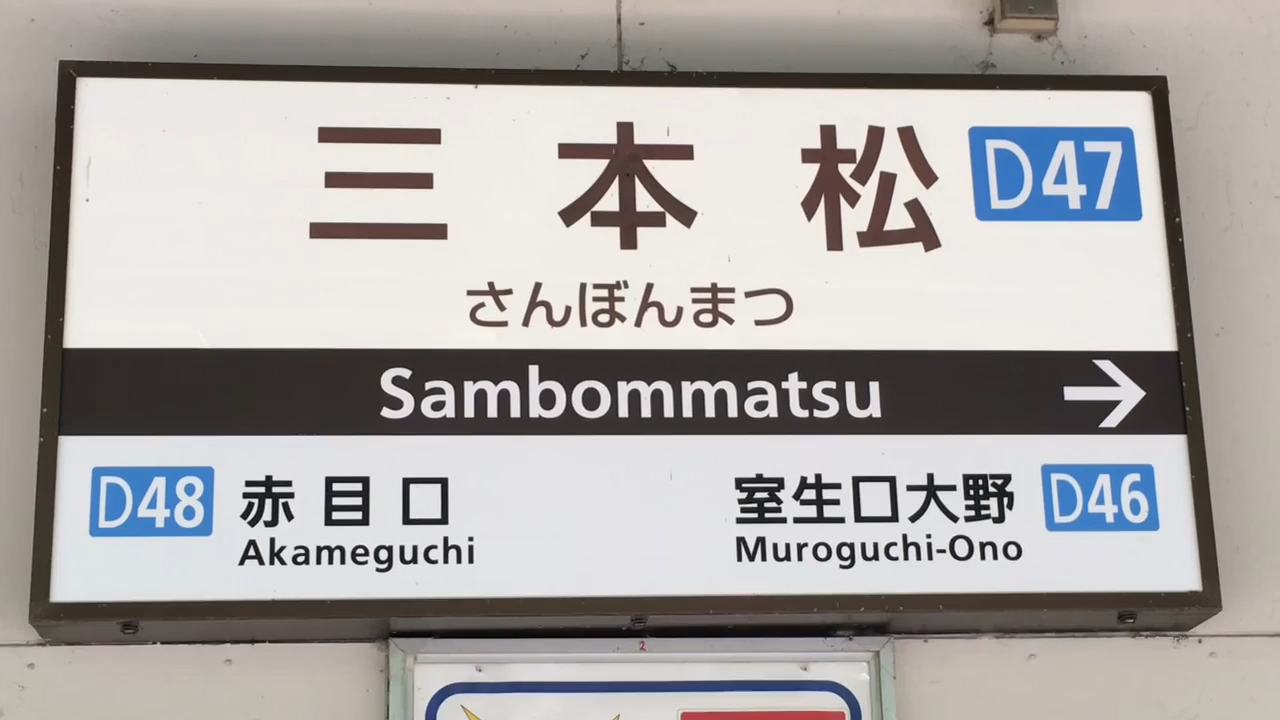 三本松 D47
さんぼんまつ
Sambommatsu →
D48 赤目口 室生口大野 D46
Akameguchi Muroguchi-Ono
2